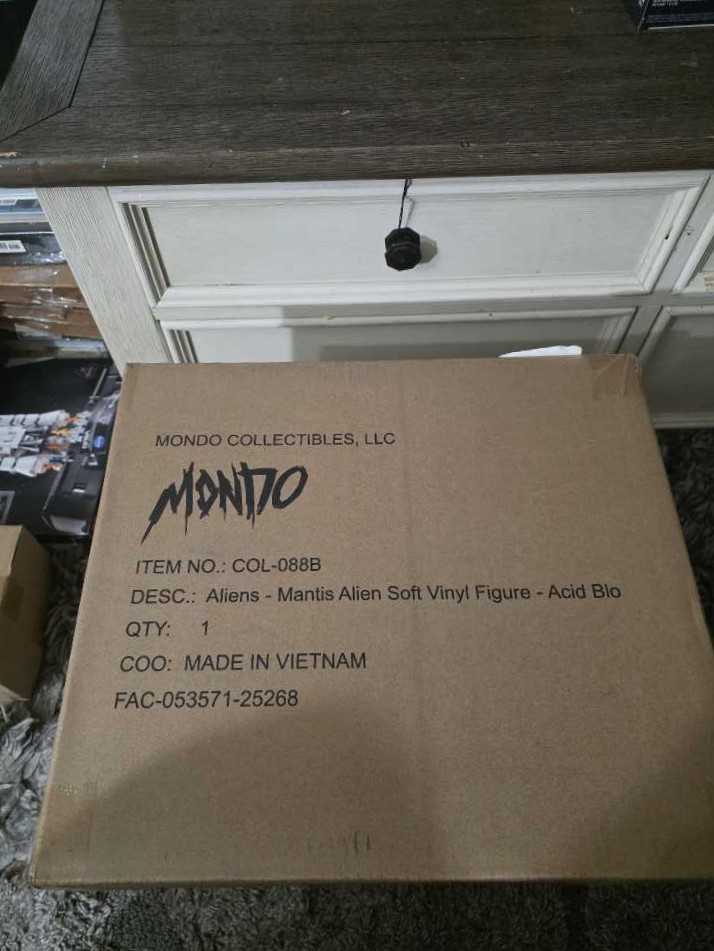 MONDO COLLECTIBLES, LLC
MONDO
ITEM NO.: COL-088B
DESC.: Aliens - Mantis Alien Soft Vinyl Figure - Acid Blo
QTY: 1
COO: MADE IN VIETNAM
FAC-053571-25268